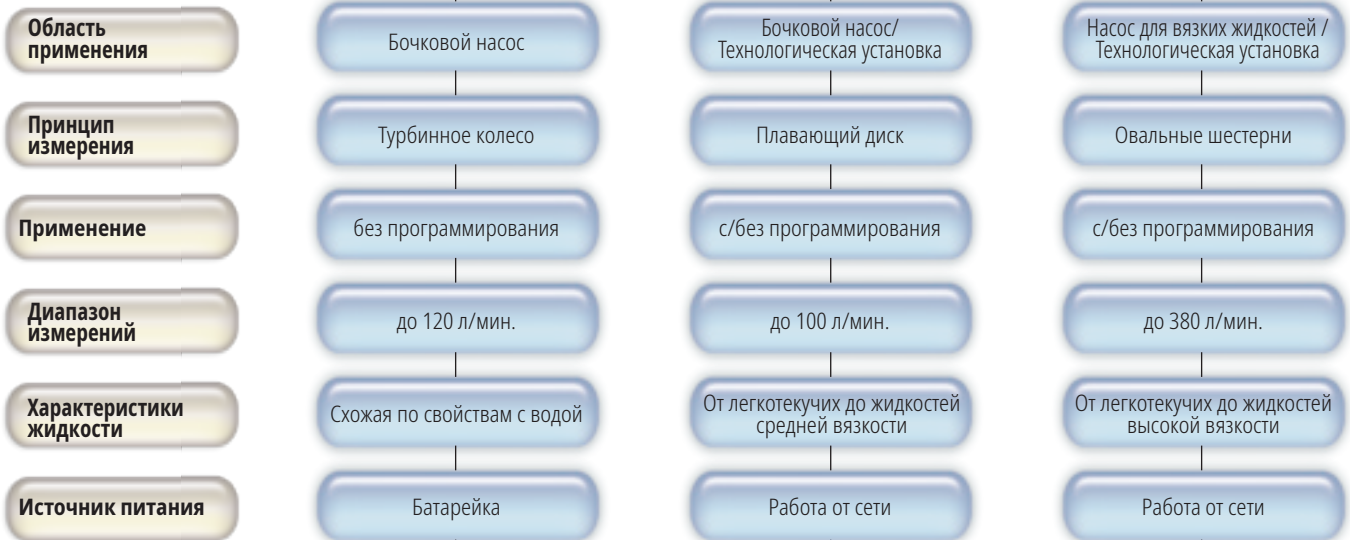 Область
применения
Бочковой насос
Бочковой насос/
Технологическая установка
Насос для вязких жидкостей /
Технологическая установка
Принцип
измерения
Турбинное колесо
Плавающий диск
Овальные шестерни
Применение
без программирования
с/без программирования
с/без программирования
Диапазон
измерений
до 120 л/мин.
до 100 л/мин.
до 380 л/мин.
Характеристики
жидкости
Схожая по свойствам с водой
От легкотекучих до жидкостей
средней вязкости
От легкотекучих до жидкостей
высокой вязкости
Источник питания
Батарейка
Работа от сети
Работа от сети